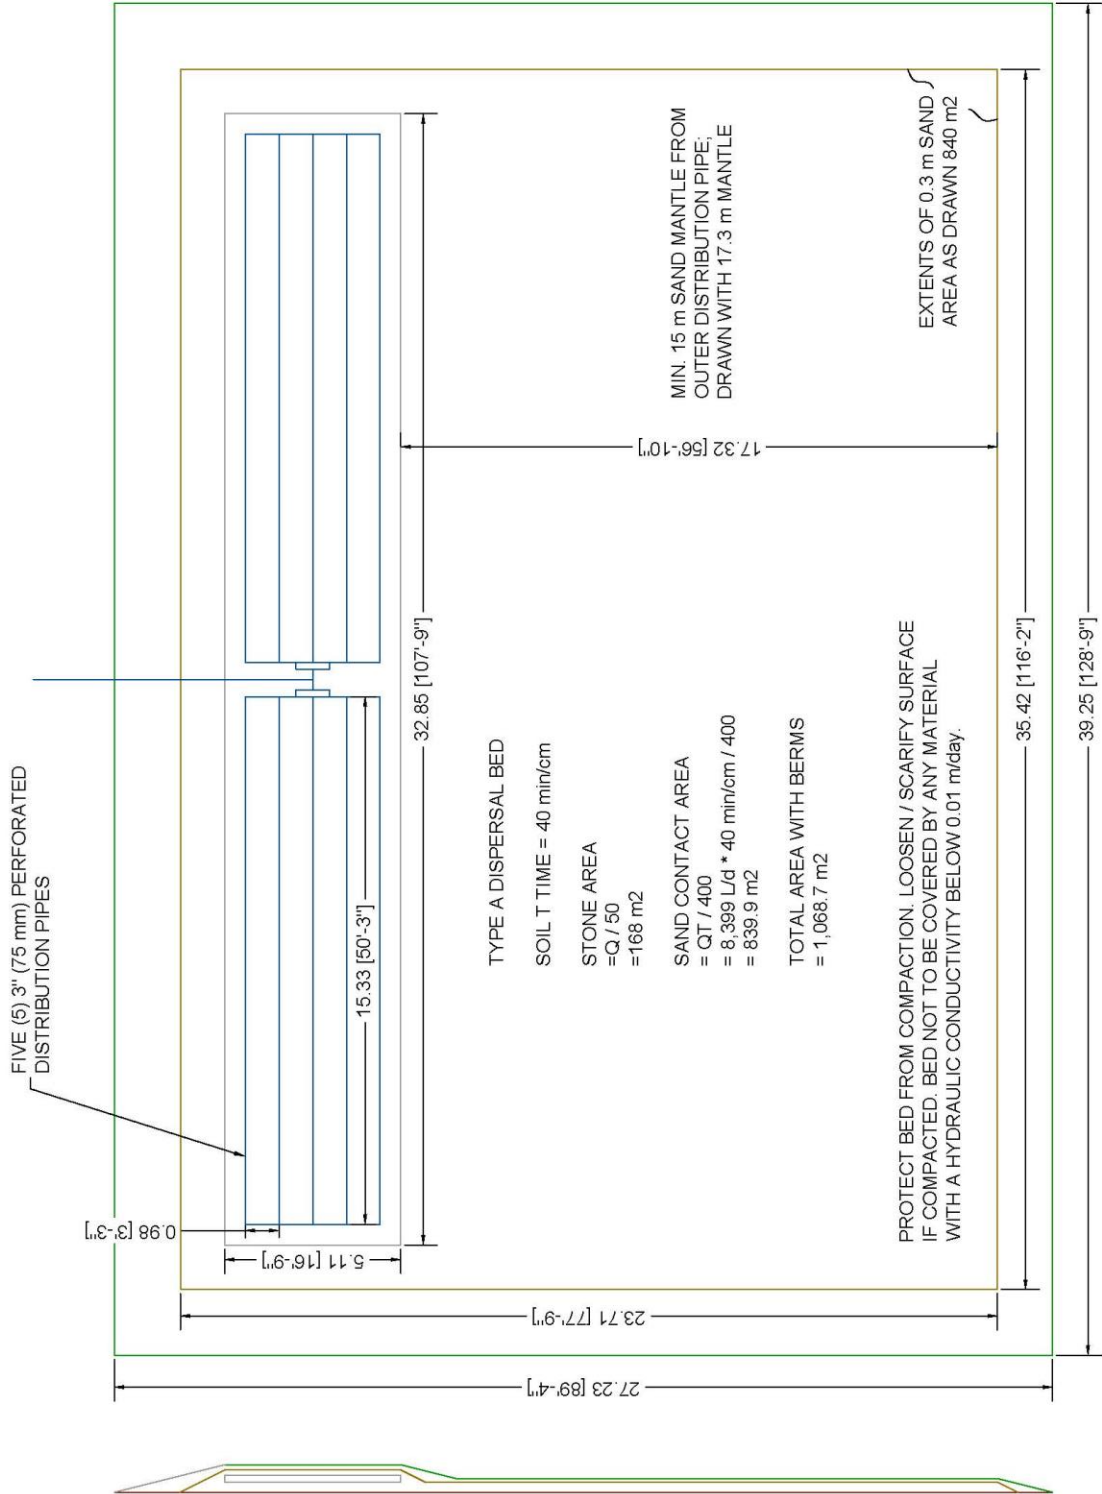 FIVE (5) 3" (75 mm) PERFORATED
DISTRIBUTION PIPES
0.98 [3'-3"]
5.11 [16'-9"]
15.33 [50'-3"]
32.85 [107'-9"]
TYPE A DISPERSAL BED
SOIL T TIME = 40 min/cm
STONE AREA
=Q / 50
=168 m2
SAND CONTACT AREA
= QT / 400
= 8,399 L/d * 40 min/cm / 400
= 839.9 m2
TOTAL AREA WITH BERMS
= 1,068.7 m2
17.32 [56'-10"]
MIN. 15 m SAND MANTLE FROM
OUTER DISTRIBUTION PIPE;
DRAWN WITH 17.3 m MANTLE
EXTENTS OF 0.3 m SAND
AREA AS DRAWN 840 m2
PROTECT BED FROM COMPACTION. LOOSEN / SCARIFY SURFACE
IF COMPACTED. BED NOT TO BE COVERED BY ANY MATERIAL
WITH A HYDRAULIC CONDUCTIVITY BELOW 0.01 m/day.
23.71 [77'-9"]
27.23 [89'-4"]
35.42 [116'-2"]
39.25 [128'-9"]